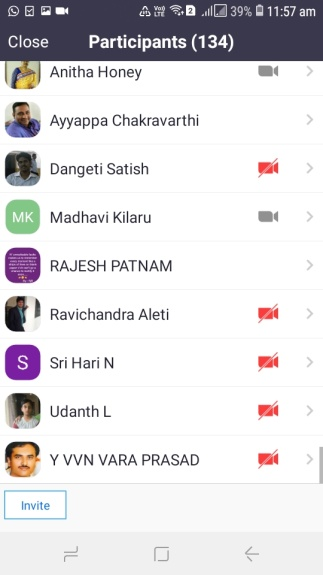 39% 11:57 am
Close Participants (134)
Anitha Honey
Ayyappa Chakravarthi
Dangeti Satish
MK Madhavi Kilaru
RAJESH PATNAM
Ravichandra Aleti
S Sri Hari N
Udanth L
Y VVN VARA PRASAD
Invite